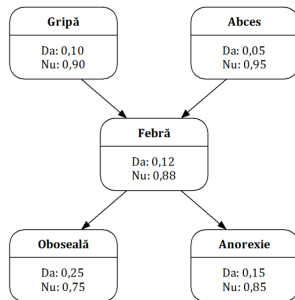 Gripă
Da: 0,10
Nu: 0,90
Abces
Da: 0,05
Nu: 0,95
Febră
Da: 0,12
Nu: 0,88
Oboseală
Da: 0,25
Nu: 0,75
Anorexie
Da: 0,15
Nu: 0,85